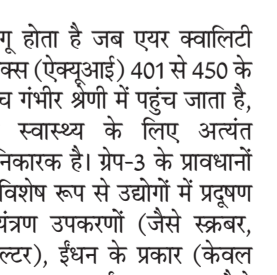 गू होता है जब एयर क्वालिटी
क्स (ऐक्यूआई) 401 से 450 के
च गंभीर श्रेणी में पहुंच जाता है,
स्वास्थ्य के लिए अत्यंत
निकारक है। ग्रेप-3 के प्रावधानों
विशेष रूप से उद्योगों में प्रदूषण
यंत्रण उपकरणों (जैसे स्क्रबर,
ल्टर), ईंधन के प्रकार (केवल